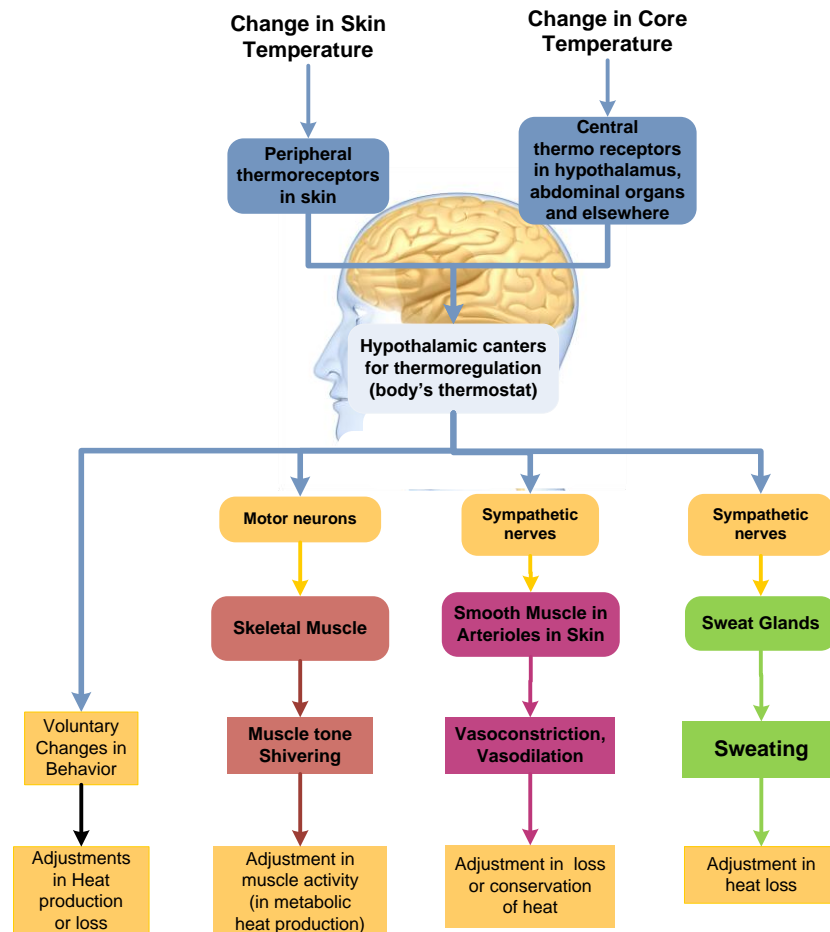 Change in Skin
Temperature
Change in Core
Temperature
Peripheral
thermoreceptors
in skin
Central
thermo receptors
in hypothalamus,
abdominal organs
and elsewhere
Hypothalamic canters
for thermoregulation
(body's thermostat)
Motor neurons
Sympathetic
nerves
Sympathetic
nerves
Skeletal Muscle
Smooth Muscle in
Arterioles in Skin
Sweat Glands
Voluntary
Changes in
Behavior
Muscle tone
Shivering
Vasoconstriction,
Vasodilation
Sweating
Adjustments
in Heat
production
or loss
Adjustment in
muscle activity
(in metabolic
heat production)
Adjustment in loss
or conservation
of heat
Adjustment in
heat loss